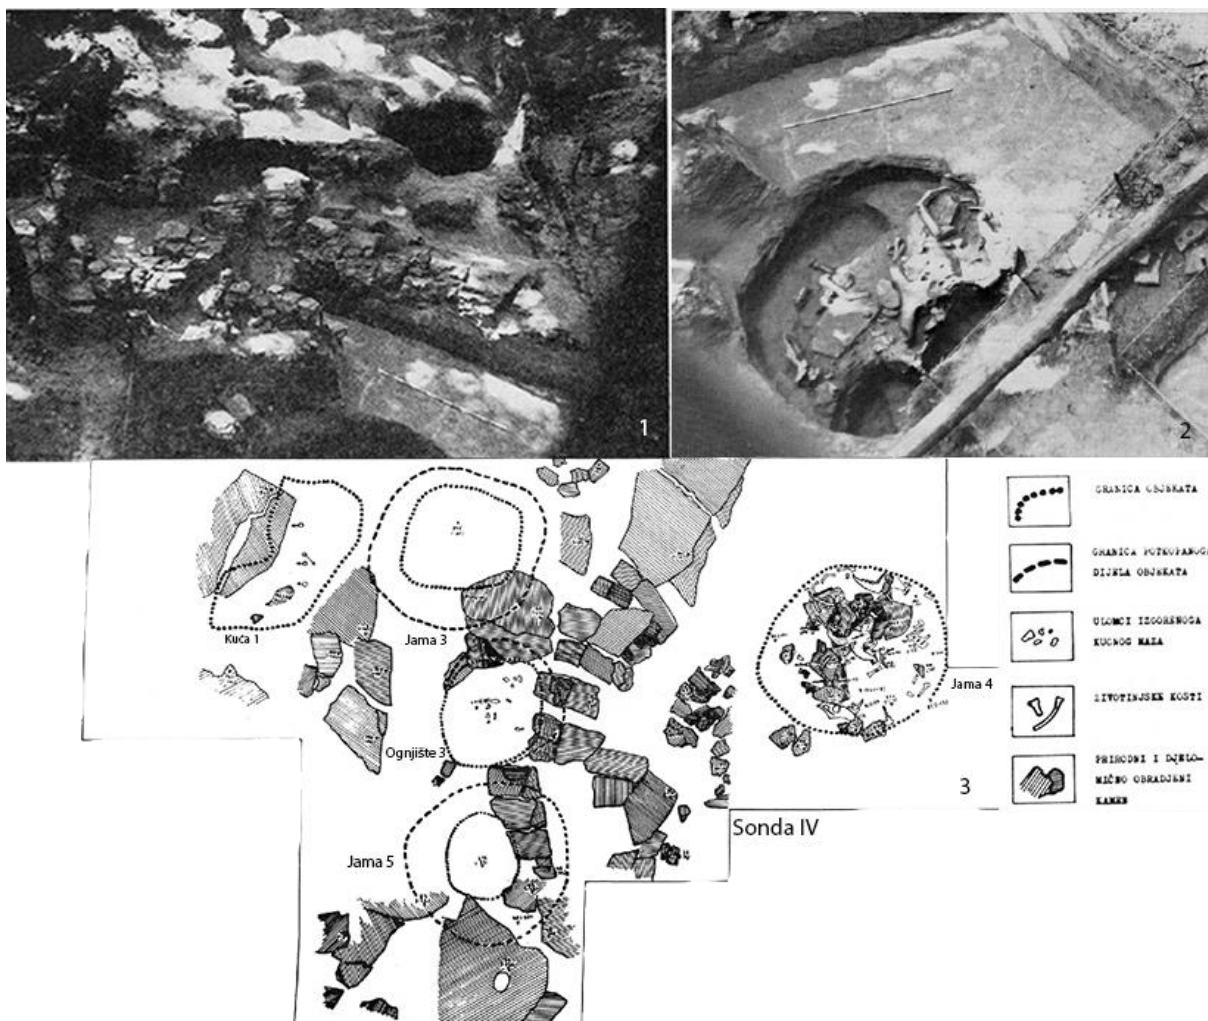 1
2
GRANICA OBJEKATA
GRANICA POTKOPANOG
DIJELA OBJEKATA
ULOMCI IZGORENOGA
KUĆNOG MAZA
ŽIVOTINJSKE KOSTI
PRIRODNI I DJELO-
MIČNO OBRADJENI
KAMEN
Kuća 1
Jama 3
Jama 4
Ognjište 3
3
Sonda IV
Jama 5